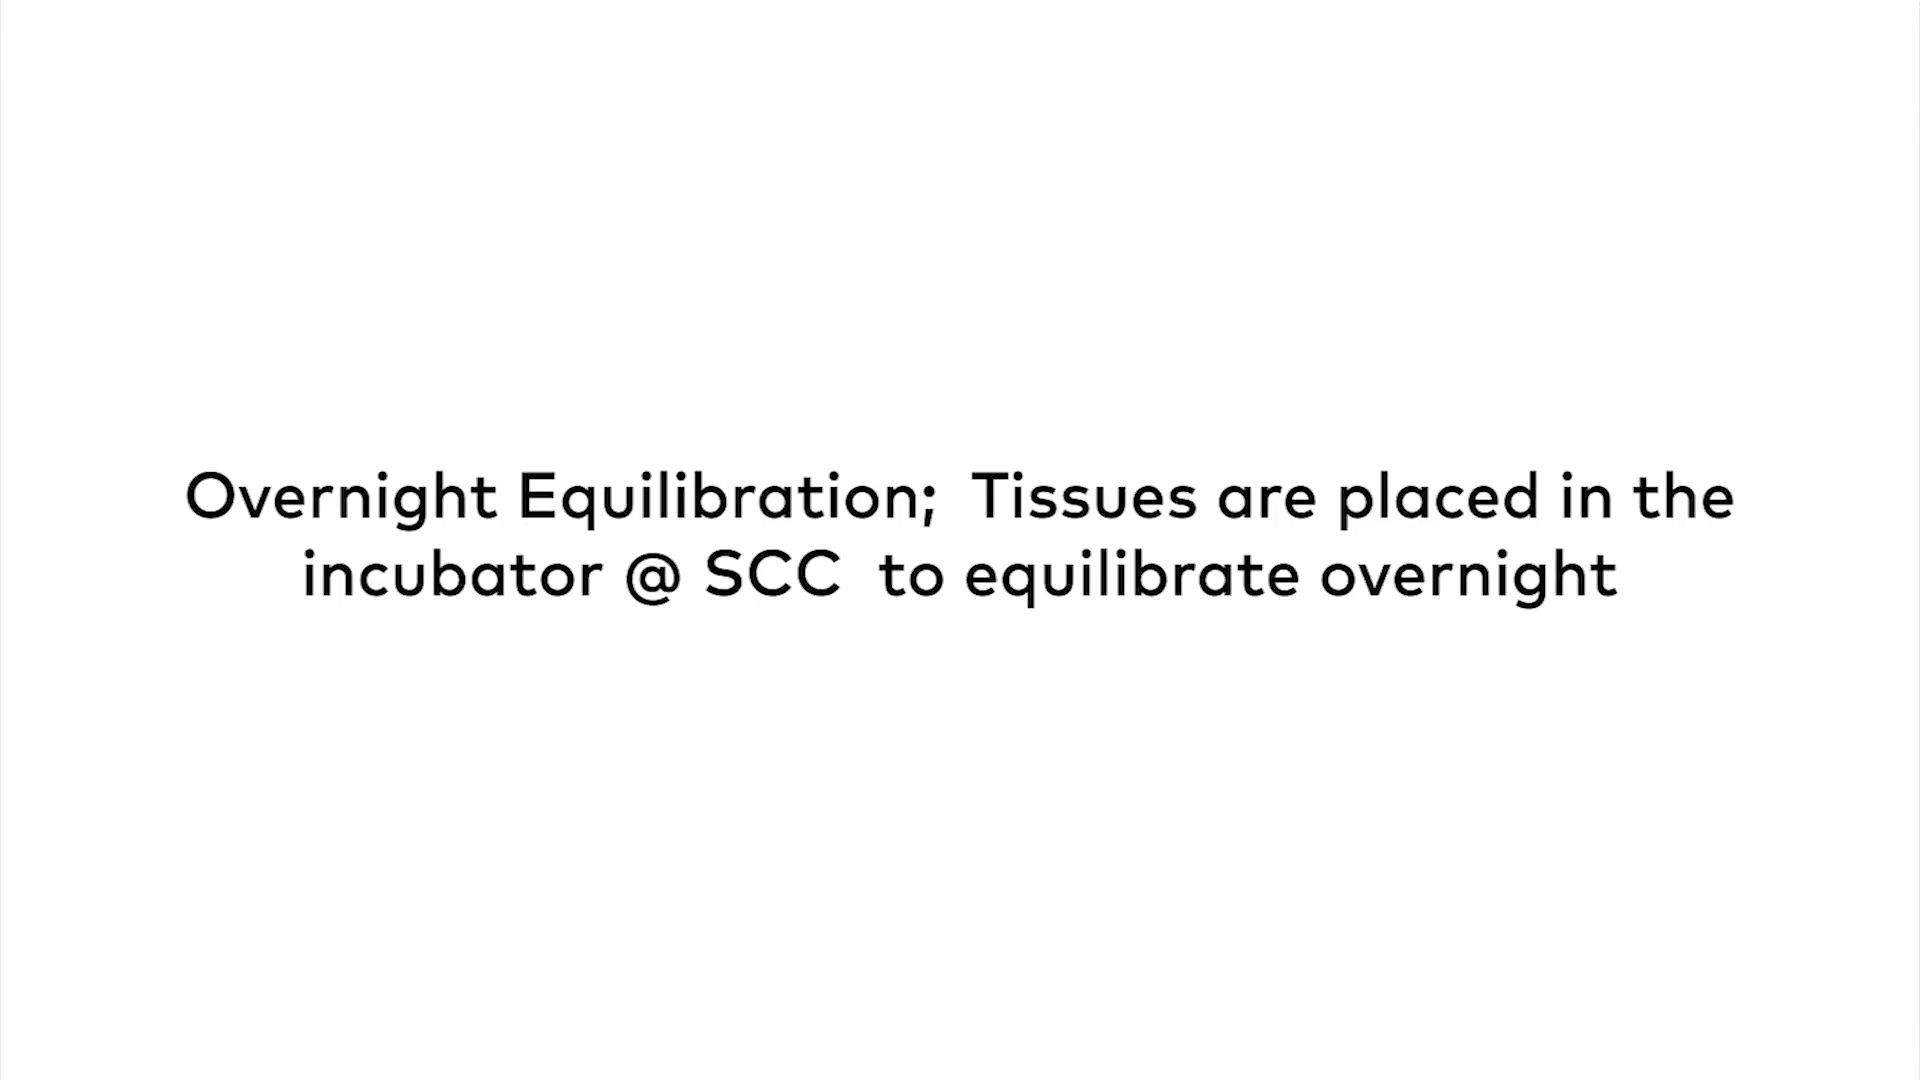 Overnight Equilibration;  Tissues are placed in the
incubator @ SCC  to equilibrate overnight